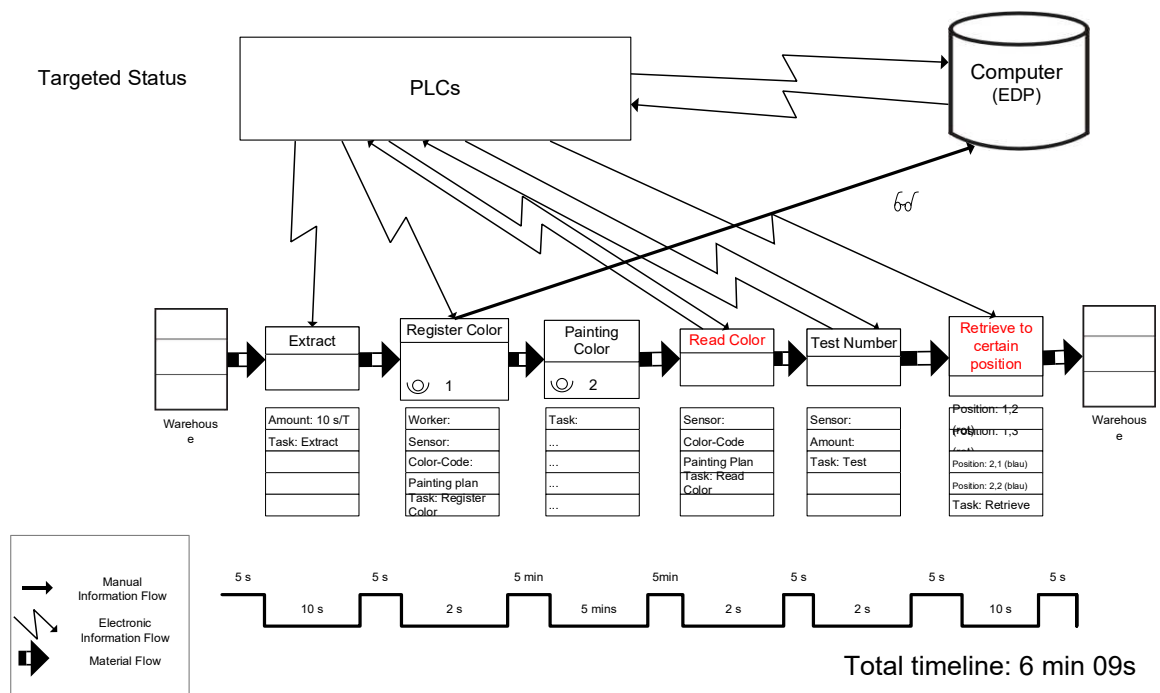 Targeted Status
PLCs
Computer
(EDP)
Warehous
e
Extract
Register Color
1
Painting
Color
2
Read Color
Test Number
Retrieve to
certain
position
Warehous
e
Amount: 10 s/T
Task: Extract
Worker:
Sensor:
Color-Code:
Painting plan
Task: Register
Color
Task:
...
...
...
...
Sensor:
Color-Code
Painting Plan
Task: Read
Color
Sensor:
Amount:
Task: Test
Position: 1,2
(rot)
Position: 1,3
Position: 2,1 (blau)
Position: 2,2 (blau)
Task: Retrieve
Manual
Information Flow
Electronic
Information Flow
Material Flow
5 s
5 s
5 min
5min
5 s
5 s
5 s
10 s
2 s
5 mins
2 s
2 s
10 s
Total timeline: 6 min 09s